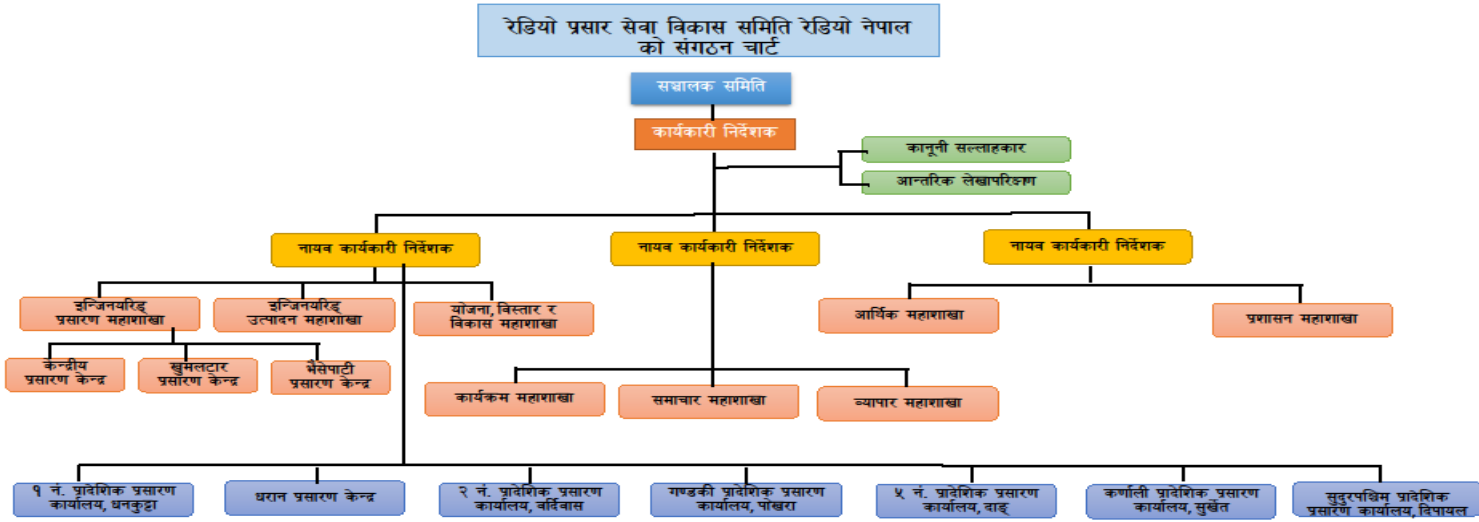 रेडियो प्रसार सेवा विकास समिति रेडियो नेपाल
को संगठन चार्ट
सञ्चालक समिति
कार्यकारी निर्देशक
कानूनी सल्लाहकार
आन्तरिक लेखापरिक्षण
नायव कार्यकारी निर्देशक
नायव कार्यकारी निर्देशक
नायव कार्यकारी निर्देशक
इन्जिनयरिङ्
प्रसारण महाशाखा
इन्जिनयरिङ्
उत्पादन महाशाखा
योजना, विस्तार र
विकास महाशाखा
आर्थिक महाशाखा
प्रशासन महाशाखा
केन्द्रीय
प्रसारण केन्द्र
खुमलटार
प्रसारण केन्द्र
भैसेपाटी
प्रसारण केन्द्र
कार्यक्रम महाशाखा
समाचार महाशाखा
व्यापार महाशाखा
१ नं. प्रादेशिक प्रसारण
कार्यालय, धनकुट्टा
धरान प्रसारण केन्द्र
२ नं. प्रादेशिक प्रसारण
कार्यालय, वर्दिवास
गण्डकी प्रादेशिक प्रसारण
कार्यालय, पोखरा
५ नं. प्रादेशिक प्रसारण
कार्यालय, दाङ्
कर्णाली प्रादेशिक प्रसारण
कार्यालय, सुर्खेत
सुदुरपश्चिम प्रादेशिक
प्रसारण कार्यालय, दिपायल